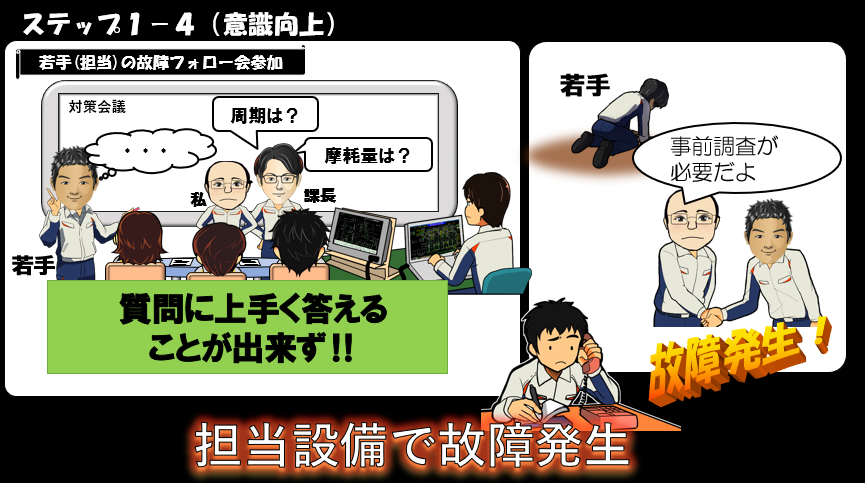 ステップ1-4（意識向上）
若手(担当)の故障フォロー会参加
対策会議
・・・
周期は？
摩耗量は？
私
課長
若手
質問に上手く答える
ことが出来ず!!
若手
事前調査が
必要だよ
故障発生！
担当設備で故障発生